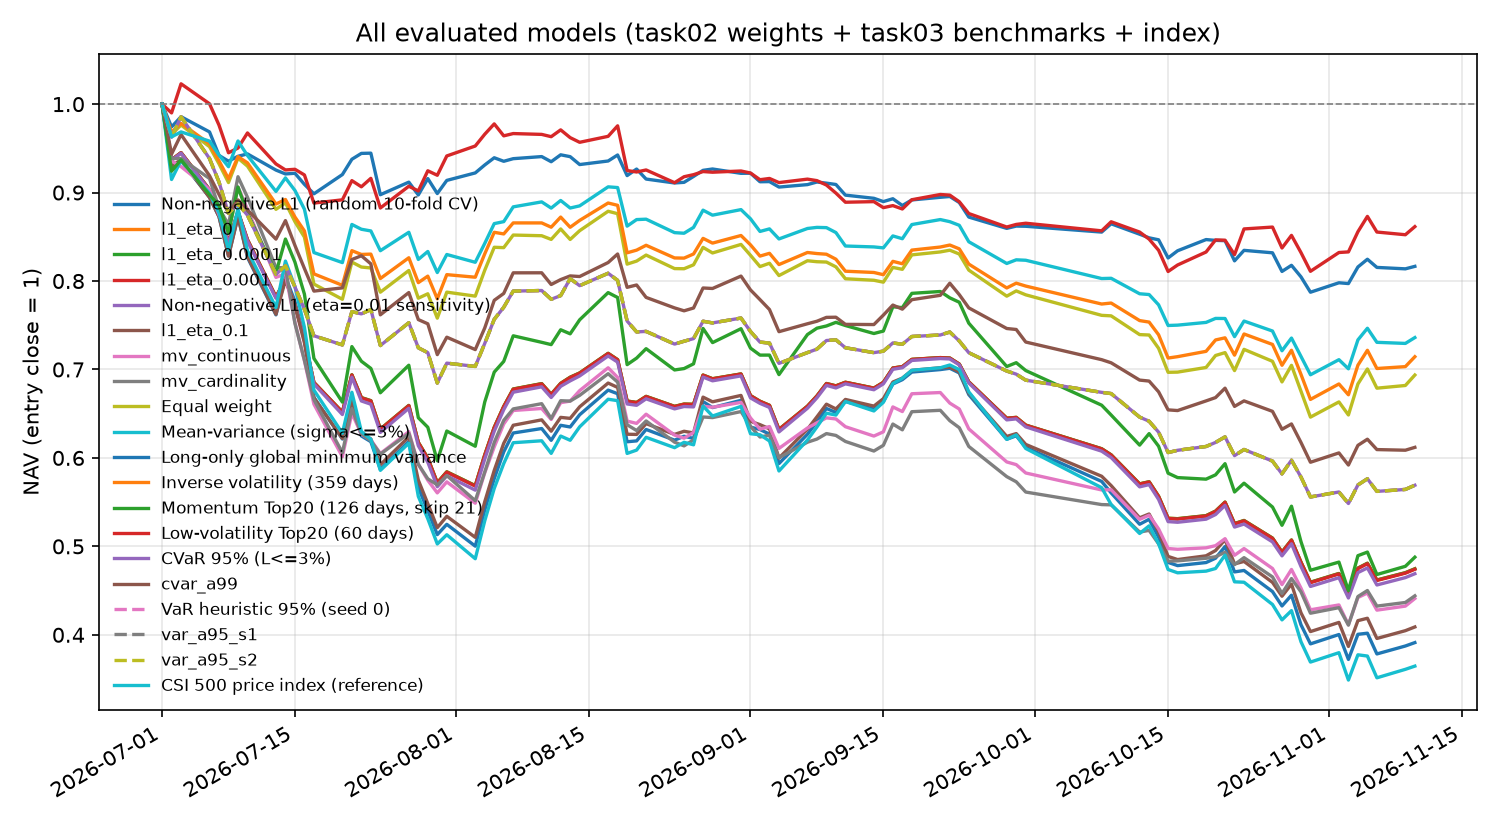 All evaluated models (task02 weights + task03 benchmarks + index)
NAV (entry close = 1)
1.0
0.9
0.8
0.7
0.6
0.5
0.4
Non-negative L1 (random 10-fold CV)
l1_eta_0
l1_eta_0.0001
l1_eta_0.001
Non-negative L1 (eta=0.01 sensitivity)
l1_eta_0.1
mv_continuous
mv_cardinality
Equal weight
Mean-variance (sigma<=3%)
Long-only global minimum variance
Inverse volatility (359 days)
Momentum Top20 (126 days, skip 21)
Low-volatility Top20 (60 days)
CVaR 95% (L<=3%)
cvar_a99
VaR heuristic 95% (seed 0)
var_a95_s1
var_a95_s2
CSI 500 price index (reference)
2026-07-01
2026-07-15
2026-08-01
2026-08-15
2026-09-01
2026-09-15
2026-10-01
2026-10-15
2026-11-01
2026-11-15